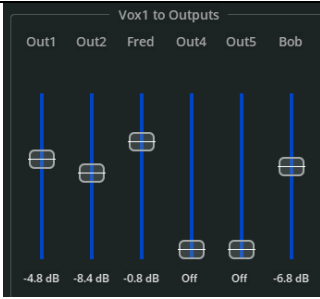 Vox1 to Outputs
Out1 Out2 Fred Out4 Out5 Bob
-4.8 dB -8.4 dB -0.8 dB Off Off -6.8 dB